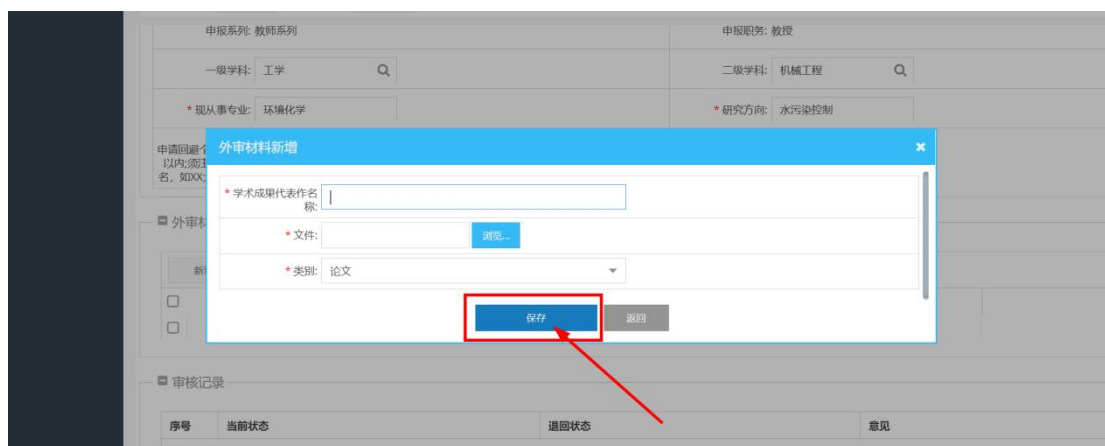 申报系列: 教师系列
申报职务: 教授
一级学科: 工学
二级学科: 机械工程
* 现从事专业: 环境化学
* 研究方向: 水污染控制
申请回避个
以内;须注
名，如XX;
外审材料新增
* 学术成果代表作名
称:
* 文件:
浏览...
* 类别: 论文
保存
返回
外审材
新增
审核记录
序号
当前状态
退回状态
意见